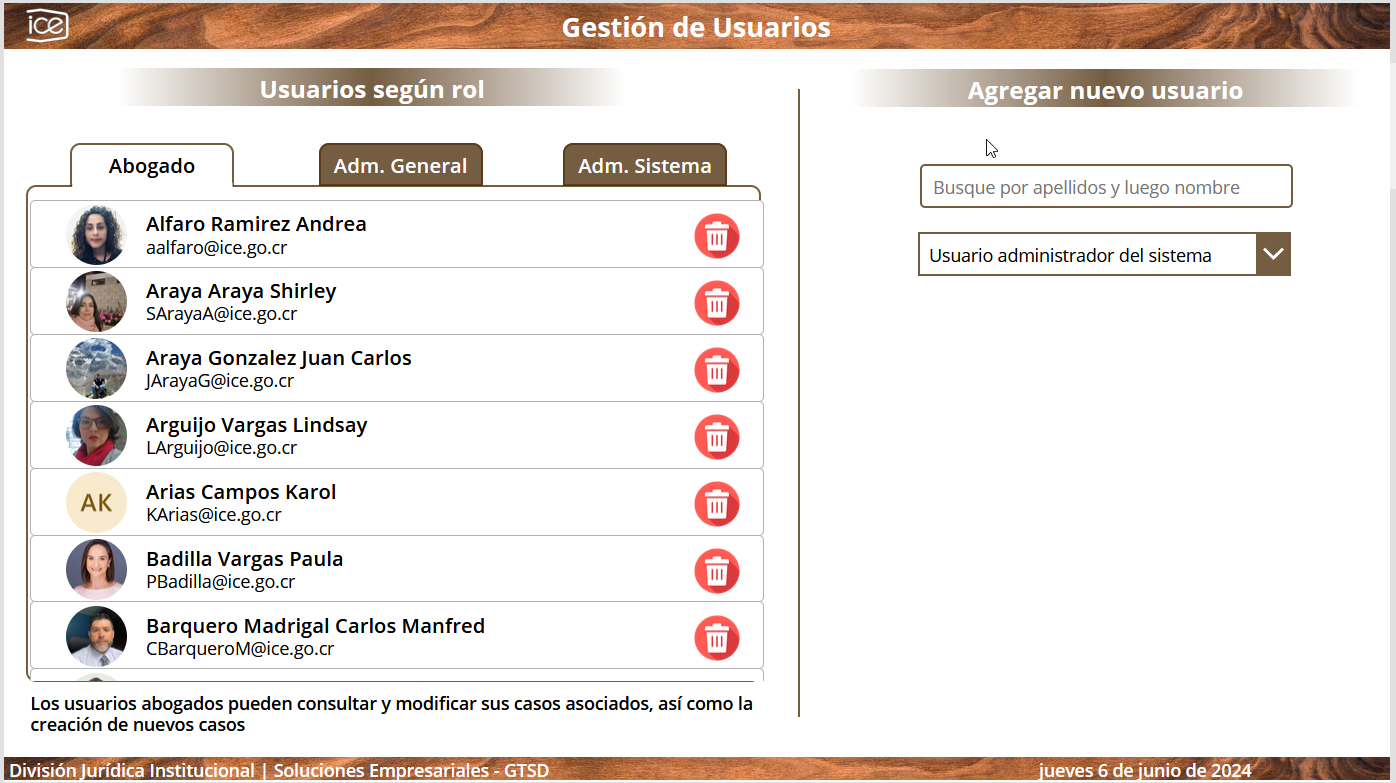 ice
Gestión de Usuarios
Usuarios según rol
Abogado
Adm. General
Adm. Sistema
Alfaro Ramirez Andrea
aalfaro@ice.go.cr
Araya Araya Shirley
SArayaA@ice.go.cr
Araya Gonzalez Juan Carlos
JArayaG@ice.go.cr
Arguijo Vargas Lindsay
LArguijo@ice.go.cr
AK
Arias Campos Karol
KArias@ice.go.cr
Badilla Vargas Paula
PBadilla@ice.go.cr
Barquero Madrigal Carlos Manfred
CBarqueroM@ice.go.cr
Los usuarios abogados pueden consultar y modificar sus casos asociados, así como la
creación de nuevos casos
Agregar nuevo usuario
Busque por apellidos y luego nombre
Usuario administrador del sistema
División Jurídica Institucional | Soluciones Empresariales - GTSD
jueves 6 de junio de 2024